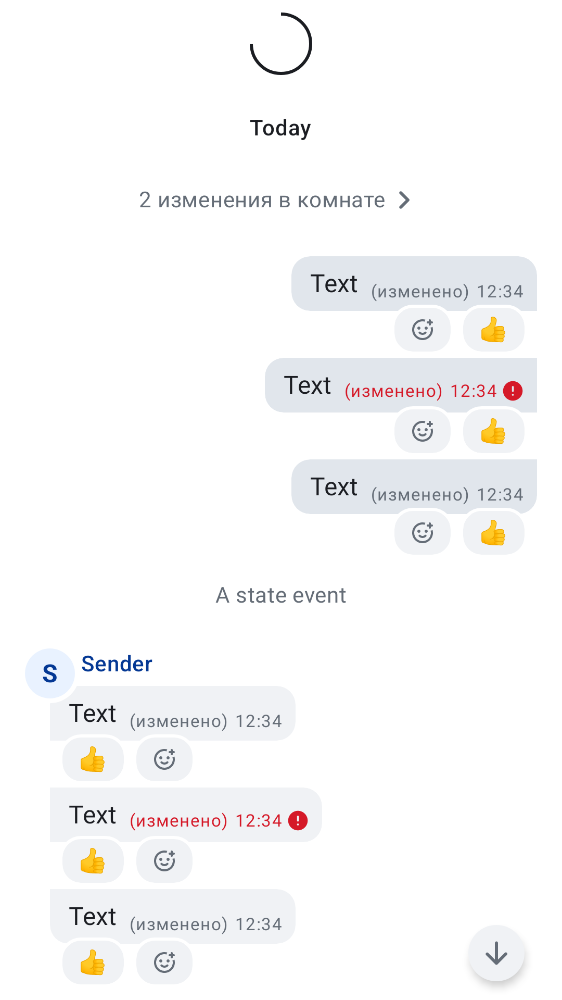 Today
2 изменения в комнате
Text (изменено) 12:34
Text (изменено) 12:34
Text (изменено) 12:34
A state event
S Sender
Text (изменено) 12:34
Text (изменено) 12:34
Text (изменено) 12:34